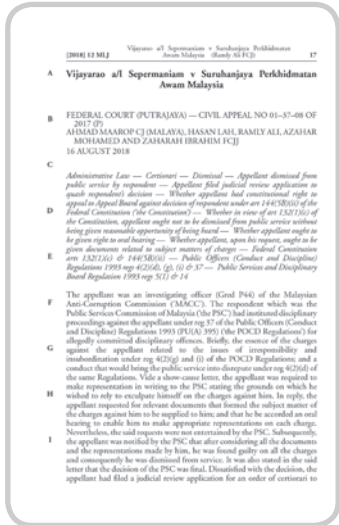 [2018] 12 MLJ
Vijayarao a/l Sepermaniam v Suruhanjaya Perkhidmatan
Awam Malaysia (Ramly Ali FCJ)
17
A Vijayarao a/l Sepermaniam v Suruhanjaya Perkhidmatan
Awam Malaysia
B FEDERAL COURT (PUTRAJAYA) — CIVIL APPEAL NO 01–37–08 OF
2017 (P)
AHMAD MAAROP CJ (MALAYA), HASAN LAH, RAMLY ALI, AZAHAR
MOHAMED AND ZAHARAH IBRAHIM FCJJ
16 AUGUST 2018
C
Administrative Law — Certiorari — Dismissal — Appellant dismissed from
public service by respondent — Appellant filed judicial review application to
quash respondent's decision — Whether appellant had constitutional right to
appeal to Appeal Board against decision of respondent under art 144(5B)(ii) of the
D Federal Constitution ('the Constitution') — Whether in view of art 132(1)(c) of
the Constitution, appellant ought not to be dismissed from public service without
being given reasonable opportunity of being heard — Whether appellant ought to
be given right to oral hearing — Whether appellant, upon his request, ought to be
given documents related to subject matters of charges — Federal Constitution
E arts 132(1)(c) & 144(5B)(ii) — Public Officers (Conduct and Discipline)
Regulations 1993 regs 4(2)(d), (g), (i) & 37 — Public Services and Disciplinary
Board Regulation 1993 regs 5(1) & 14
F The appellant was an investigating officer (Gred P44) of the Malaysian
Anti-Corruption Commission ('MACC'). The respondent which was the
Public Services Commission of Malaysia ('the PSC') had instituted disciplinary
proceedings against the appellant under reg 37 of the Public Officers (Conduct
and Discipline) Regulations 1993 (PU(A) 395) ('the POCD Regulations') for
allegedly committed disciplinary offences. Briefly, the essence of the charges
G against the appellant related to the issues of irresponsibility and
insubordination under reg 4(2)(g) and (i) of the POCD Regulations; and a
conduct that would bring the public service into disrepute under reg 4(2)(d) of
the same Regulations. Vide a show-cause letter, the appellant was required to
make representation in writing to the PSC stating the grounds on which he
H wished to rely to exculpate himself on the charges against him. In reply, the
appellant requested for relevant documents that formed the subject matter of
the charges against him to be supplied to him; and that he be accorded an oral
hearing to enable him to make appropriate representations on each charge.
Nevertheless, the said requests were not entertained by the PSC. Subsequently,
I the appellant was notified by the PSC that after considering all the documents
and the representations made by him, he was found guilty on all the charges
and consequently he was dismissed from service. It was also stated in the said
letter that the decision of the PSC was final. Dissatisfied with the decision, the
appellant had filed a judicial review application for an order of certiorari to